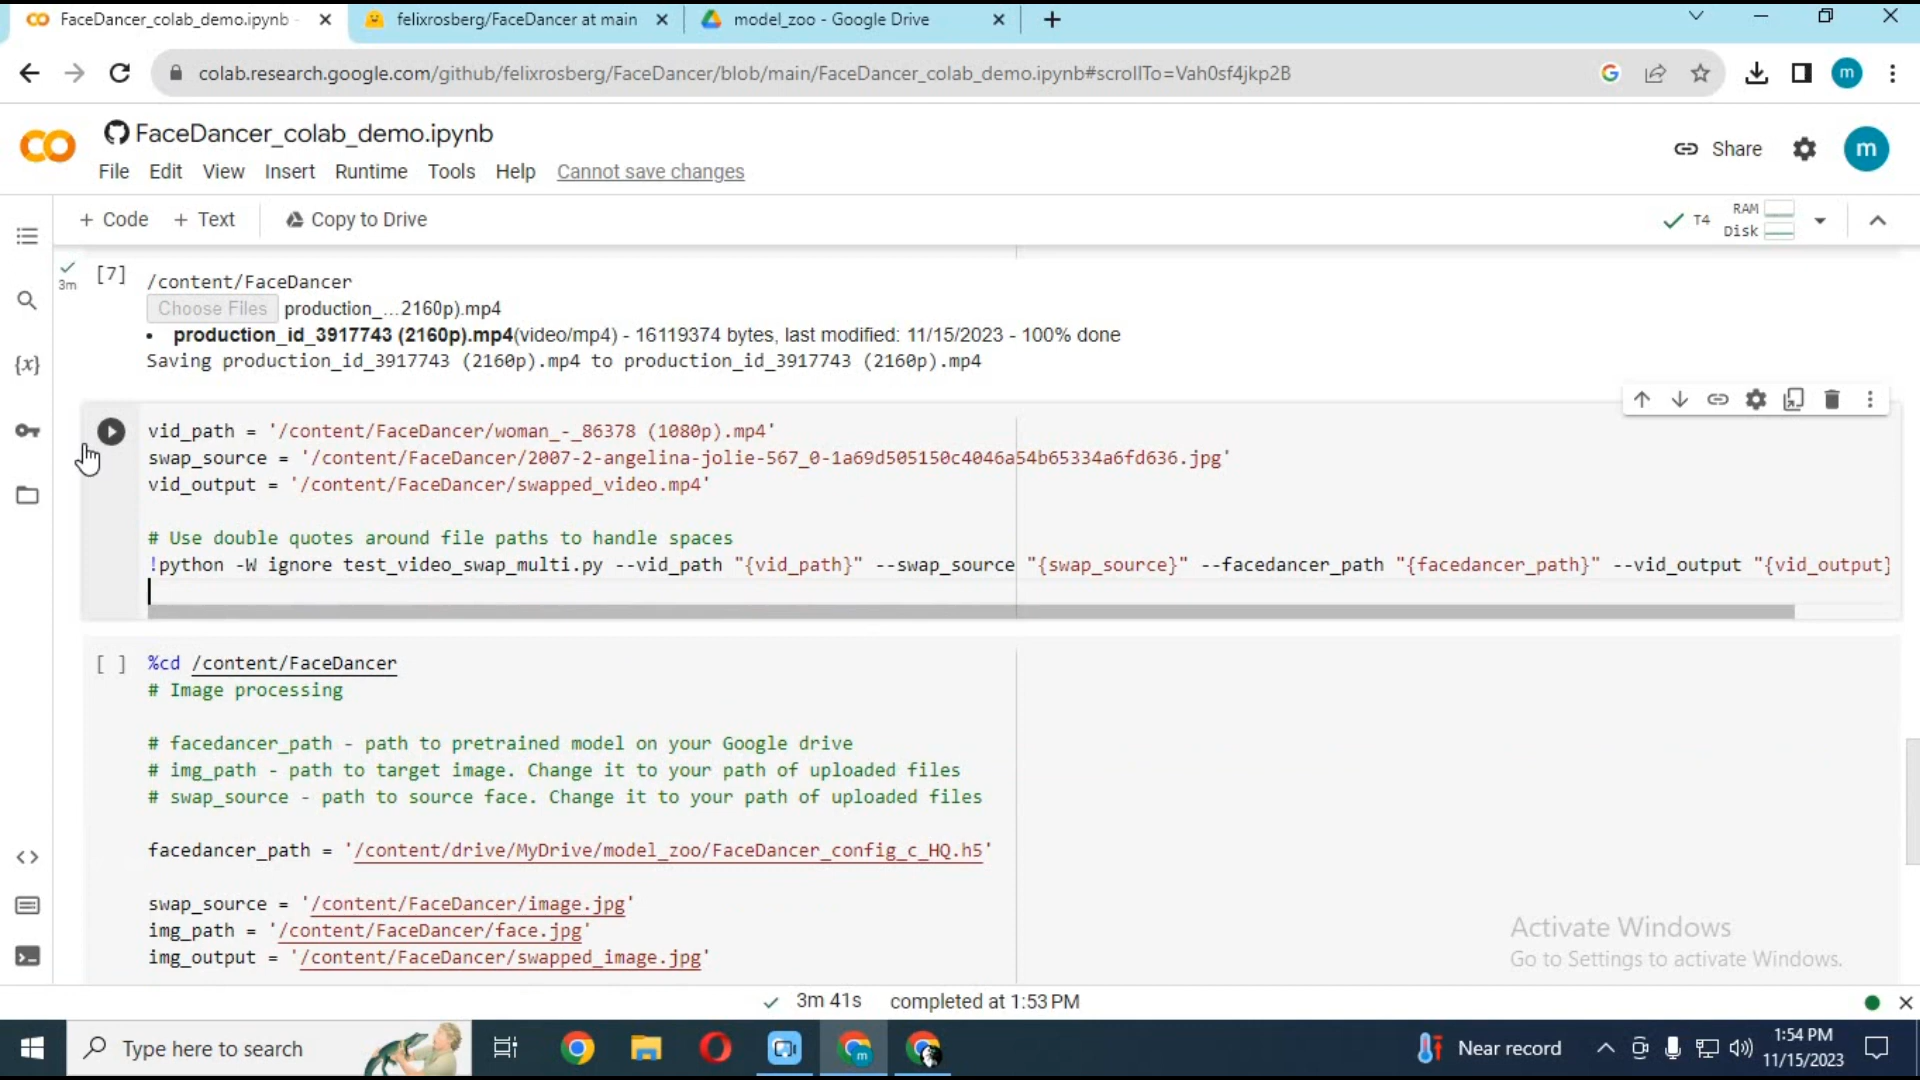 FaceDancer_colab_demo.ipynb -
felixrosberg/FaceDancer at main
model_zoo - Google Drive
colab.research.google.com/github/felixrosberg/FaceDancer/blob/main/FaceDancer_colab_demo.ipynb#scrollTo=Vah0sf4jkp2B
m
FaceDancer_colab_demo.ipynb
File Edit View Insert Runtime Tools Help Cannot save changes
Share
m
+ Code + Text Copy to Drive
T4 RAM
Disk
3m
[7] /content/FaceDancer
Choose Files production_...2160p).mp4
• production_id_3917743 (2160p).mp4(video/mp4) - 16119374 bytes, last modified: 11/15/2023 - 100% done
Saving production_id_3917743 (2160p).mp4 to production_id_3917743 (2160p).mp4
{x}
vid_path = '/content/FaceDancer/woman_-_86378 (1080p).mp4'
swap_source = '/content/FaceDancer/2007-2-angelina-jolie-567_0-1a69d505150c4046a54b65334a6fd636.jpg'
vid_output = '/content/FaceDancer/swapped_video.mp4'
# Use double quotes around file paths to handle spaces
!python -W ignore test_video_swap_multi.py --vid_path "{vid_path}" --swap_source "{swap_source}" --facedancer_path "{facedancer_path}" --vid_output "{vid_output}
[ ] %cd /content/FaceDancer
# Image processing
# facedancer_path - path to pretrained model on your Google drive
# img_path - path to target image. Change it to your path of uploaded files
# swap_source - path to source face. Change it to your path of uploaded files
facedancer_path = '/content/drive/MyDrive/model_zoo/FaceDancer_config_c_HQ.h5'
swap_source = '/content/FaceDancer/image.jpg'
img_path = '/content/FaceDancer/face.jpg'
img_output = '/content/FaceDancer/swapped_image.jpg'
Activate Windows
Go to Settings to activate Windows.
3m 41s completed at 1:53 PM
Type here to search
m
Near record
1:54 PM
11/15/2023